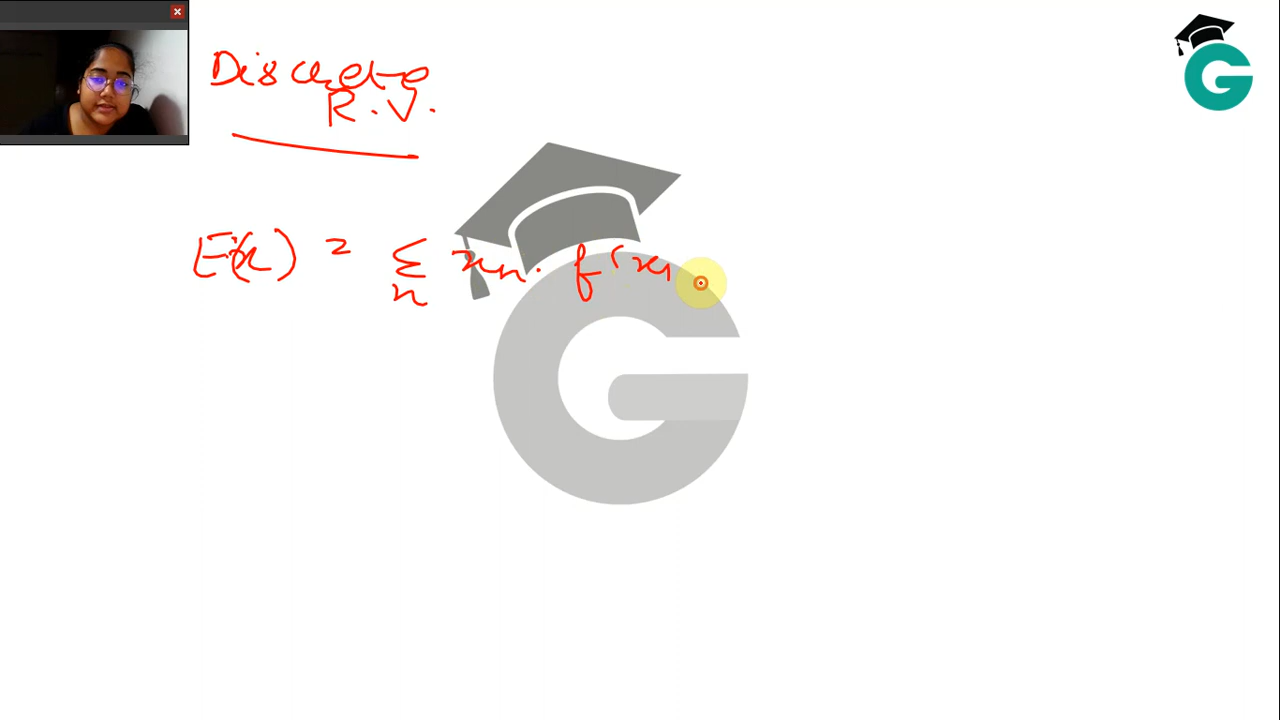 Discrete
R.V.
E(x) = Σ xₙ . f(xₙ
n
G
G